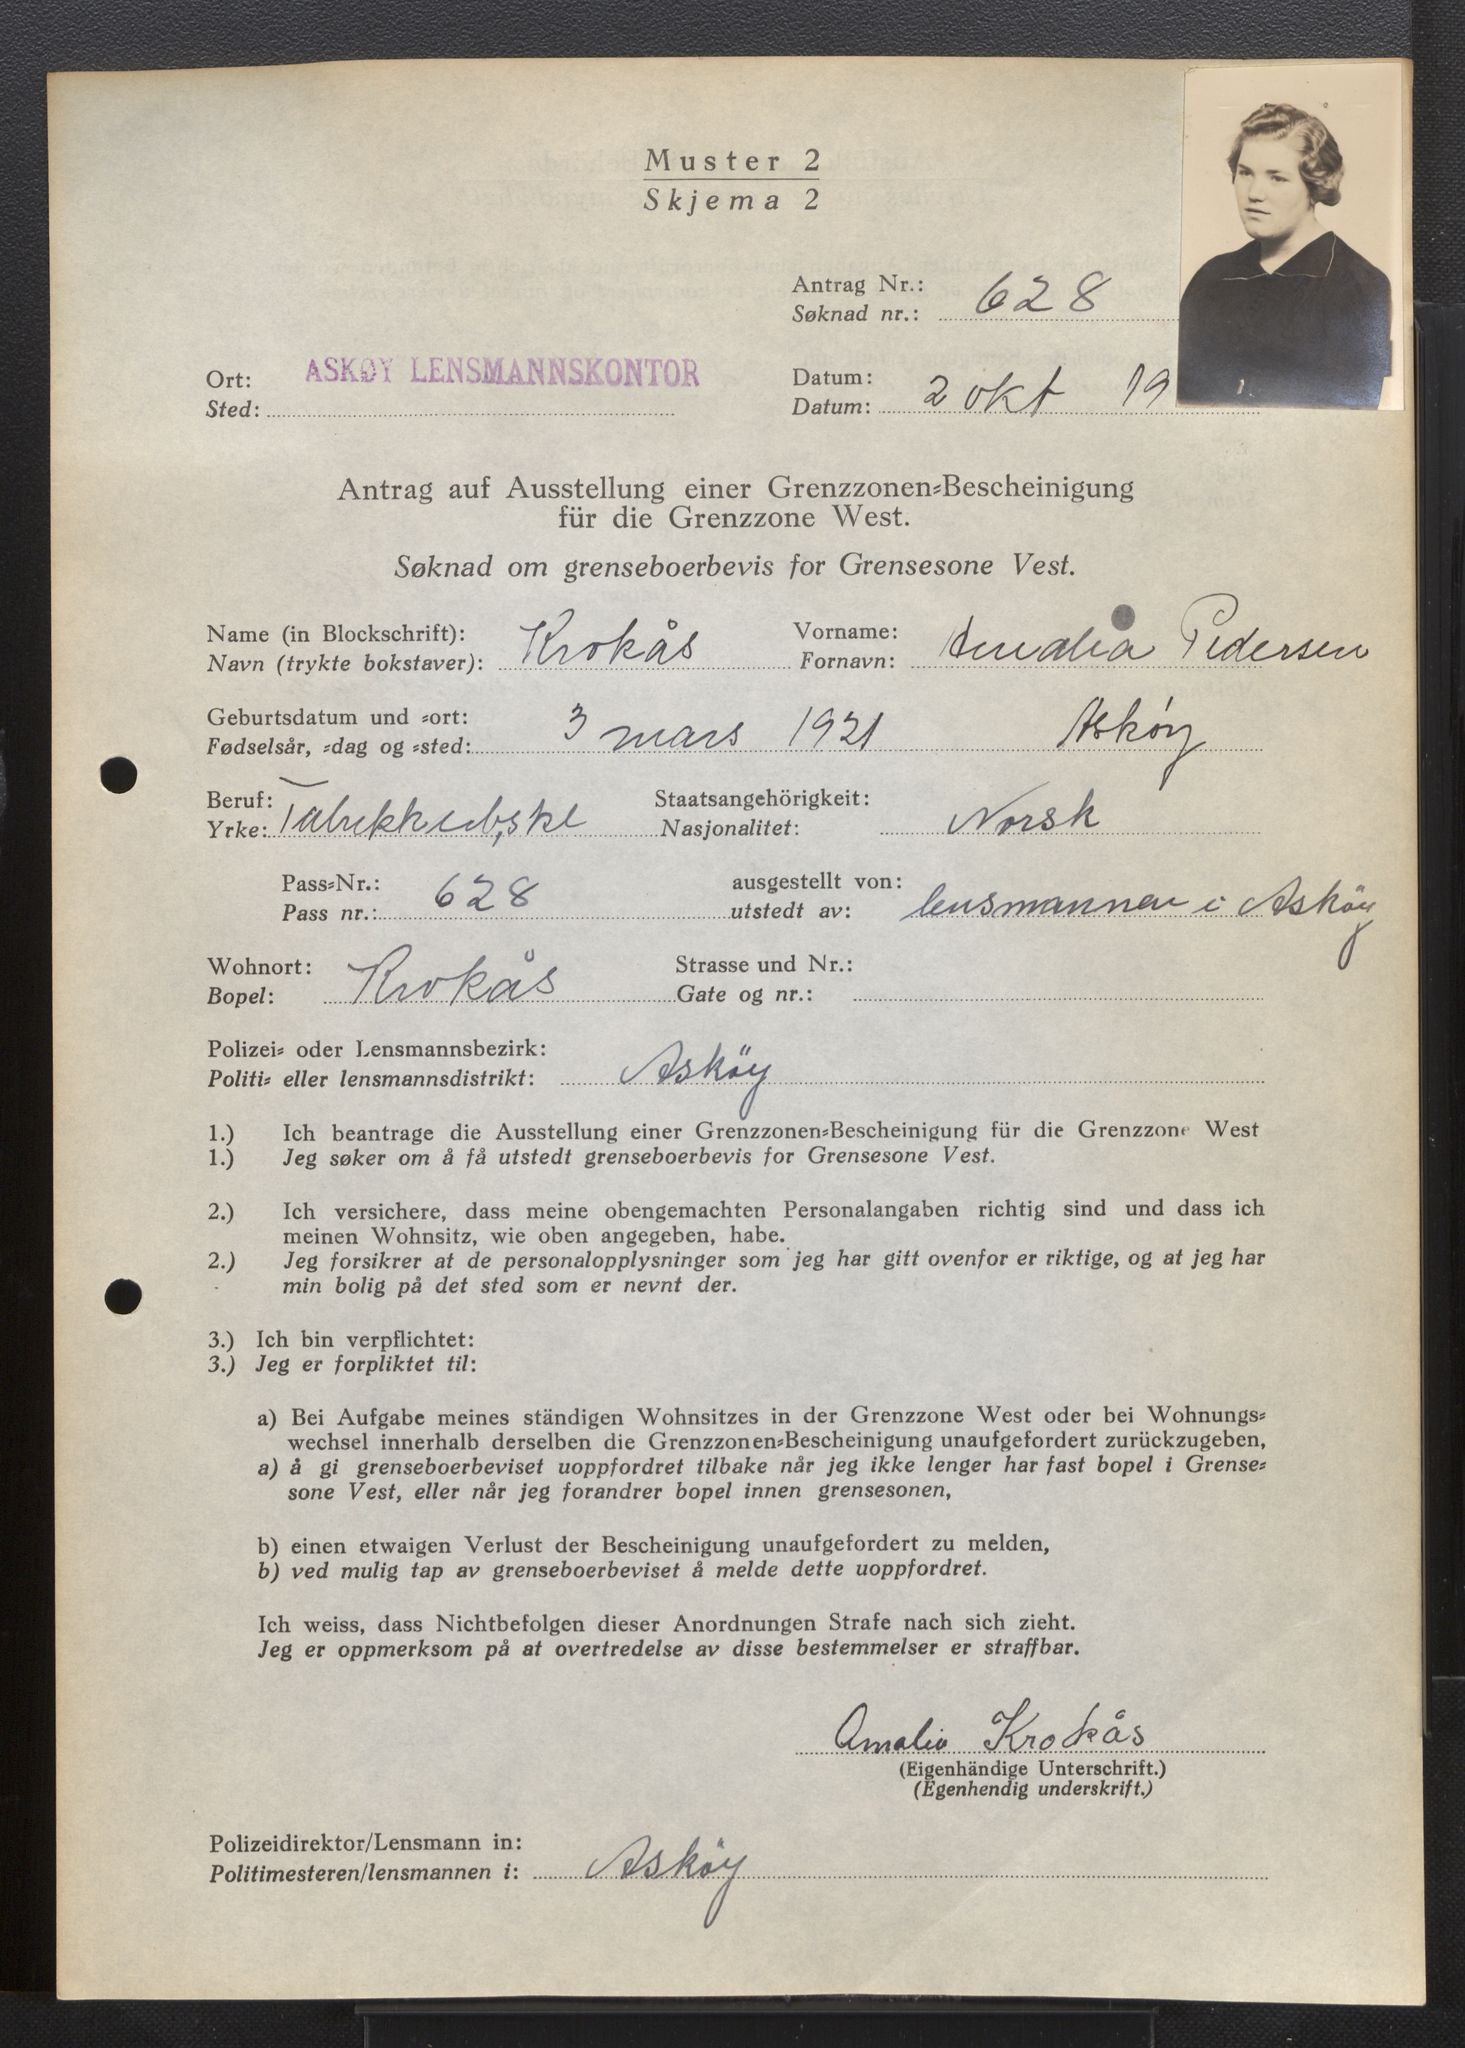 Muster 2
Skjema 2
Antrag Nr.:
Søknad nr.: 628
Ort: ASKØY LENSMANNSKONTOR
Sted:
Datum:
Datum: 2 okt 19
Antrag auf Ausstellung einer Grenzzonen-Bescheinigung
für die Grenzzone West.
Søknad om grenseboerbevis for Grensesone Vest.
Name (in Blockschrift):
Navn (trykte bokstaver): Krokås
Vorname:
Fornavn: Amalia Pedersen
Geburtsdatum und -ort:
Fødselsår, -dag og -sted: 3 mars 1921 Askøy
Beruf:
Yrke:
Staatsangehörigkeit:
Nasjonalitet: Norsk
Pass-Nr.:
Pass nr.: 628
ausgestellt von:
utstedt av: lensmannen i Asköy
Wohnort:
Bopel: Krokås
Strasse und Nr.:
Gate og nr.:
Polizei- oder Lensmannsbezirk:
Politi- eller lensmannsdistrikt: Asköy
1.) Ich beantrage die Ausstellung einer Grenzzonen-Bescheinigung für die Grenzzone West
1.) Jeg søker om å få utstedt grenseboerbevis for Grensesone Vest.
2.) Ich versichere, dass meine obengemachten Personalangaben richtig sind und dass ich
meinen Wohnsitz, wie oben angegeben, habe.
2.) Jeg forsikrer at de personalopplysninger som jeg har gitt ovenfor er riktige, og at jeg har
min bolig på det sted som er nevnt der.
3.) Ich bin verpflichtet:
3.) Jeg er forpliktet til:
a) Bei Aufgabe meines ständigen Wohnsitzes in der Grenzzone West oder bei Wohnungs-
wechsel innerhalb derselben die Grenzzonen-Bescheinigung unaufgefordert zurückzugeben,
a) å gi grenseboerbeviset uoppfordret tilbake når jeg ikke lenger har fast bopel i Grense-
sone Vest, eller når jeg forandrer bopel innen grensesonen,
b) einen etwaigen Verlust der Bescheinigung unaufgefordert zu melden,
b) ved mulig tap av grenseboerbeviset å melde dette uoppfordret.
Ich weiss, dass Nichtbefolgen dieser Anordnungen Strafe nach sich zieht.
Jeg er oppmerksom på at overtredelse av disse bestemmelser er straffbar.
Amalia Krokås
(Eigenhändige Unterschrift.)
(Egenhendig underskrift.)
Polizeidirektor/Lensmann in:
Politimesteren/lensmannen i: Asköy